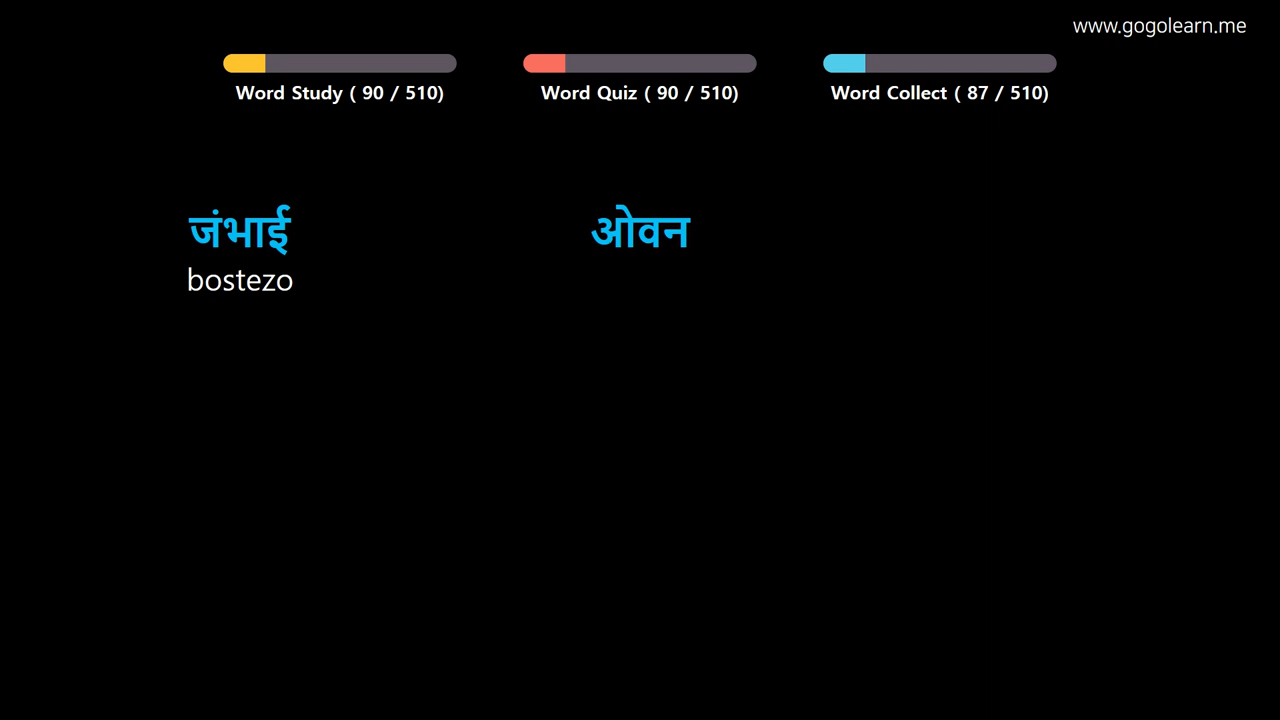 www.gogolearn.me
Word Study ( 90 / 510)
Word Quiz ( 90 / 510)
Word Collect ( 87 / 510)
जंभाई
ओवन
bostezo